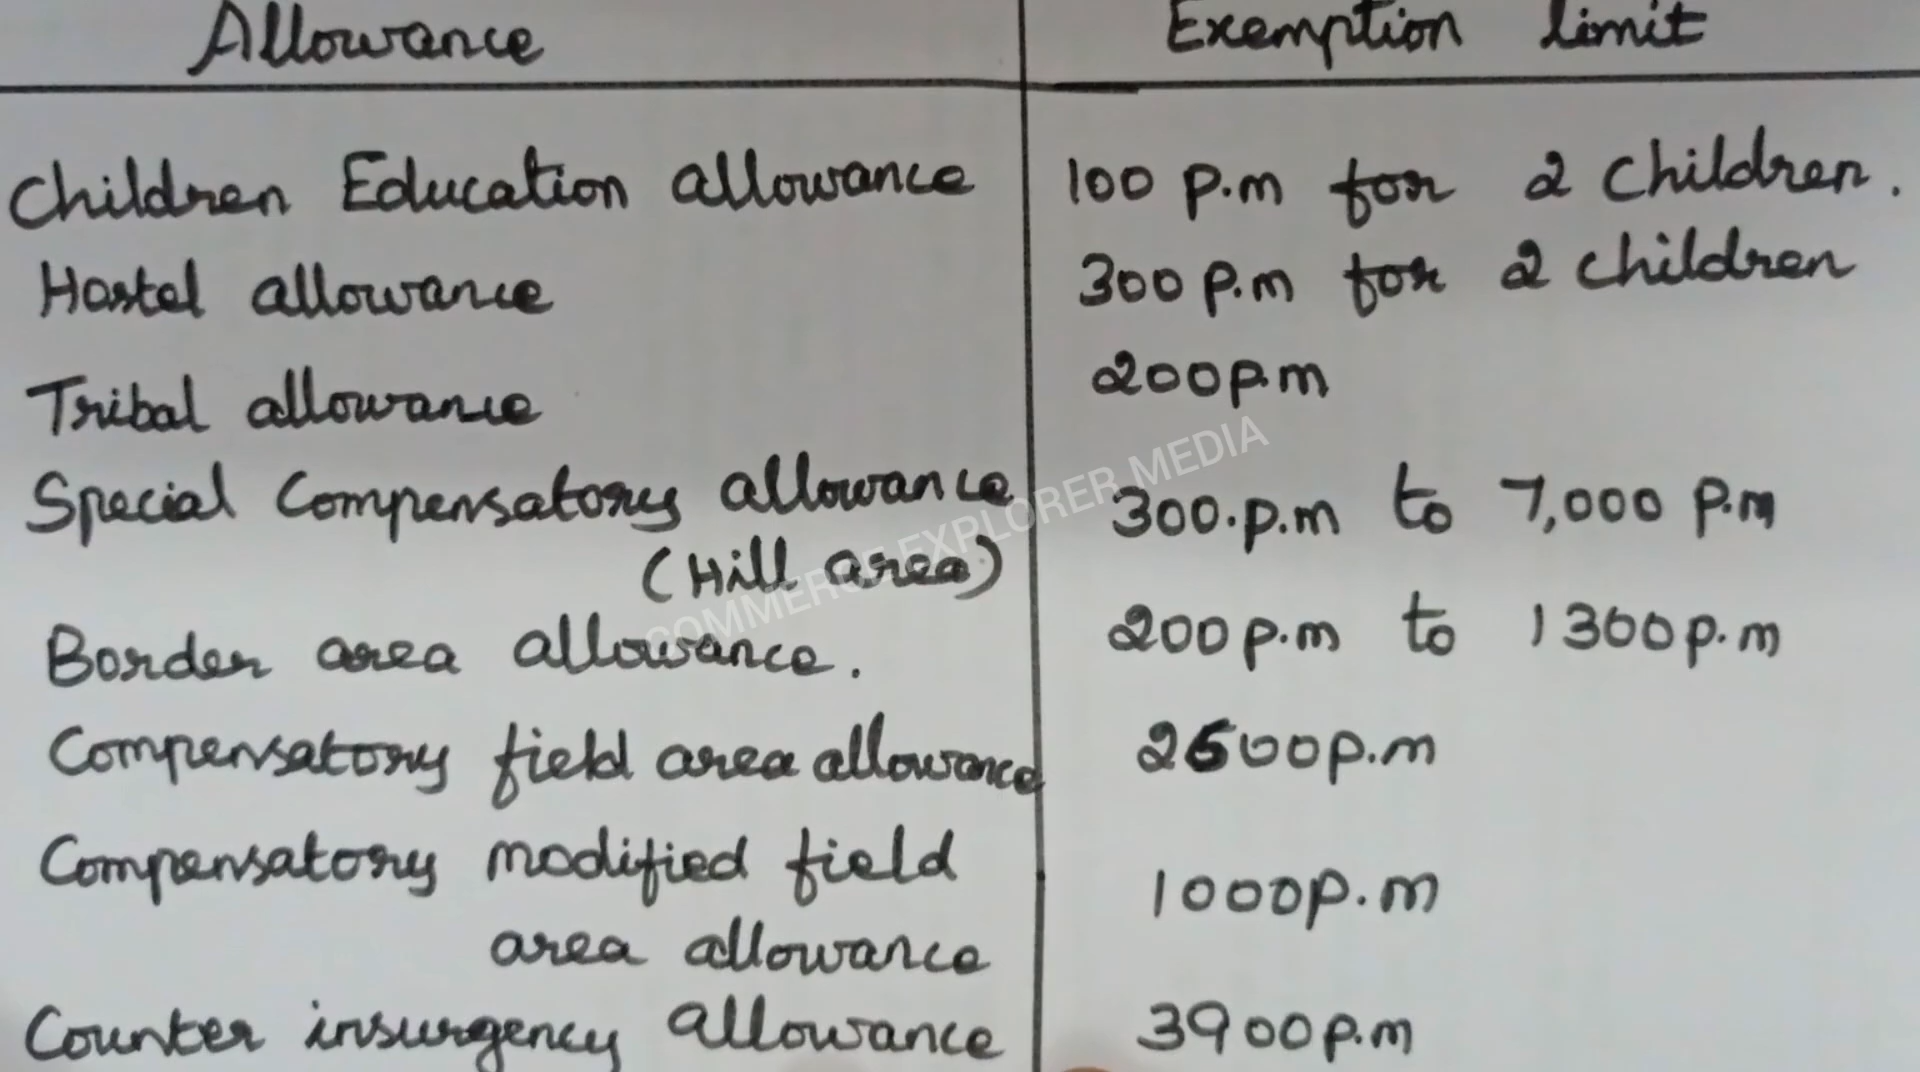 Allowance Exemption limit
Children Education allowance 100 p.m for 2 children.
Hostel allowance 300 p.m for 2 children
Tribal allowance 200p.m
Special Compensatory allowance 300.p.m to 7,000 p.m
(Hill area)
Border area allowance. 200 p.m to 1300p.m
Compensatory field area allowance 2600p.m
Compensatory modified field
area allowance 1000p.m
Counter insurgency allowance 3900p.m
COMMERCE EXPLORER MEDIA